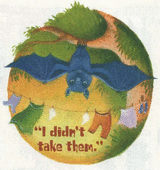 "I didn't
take them."